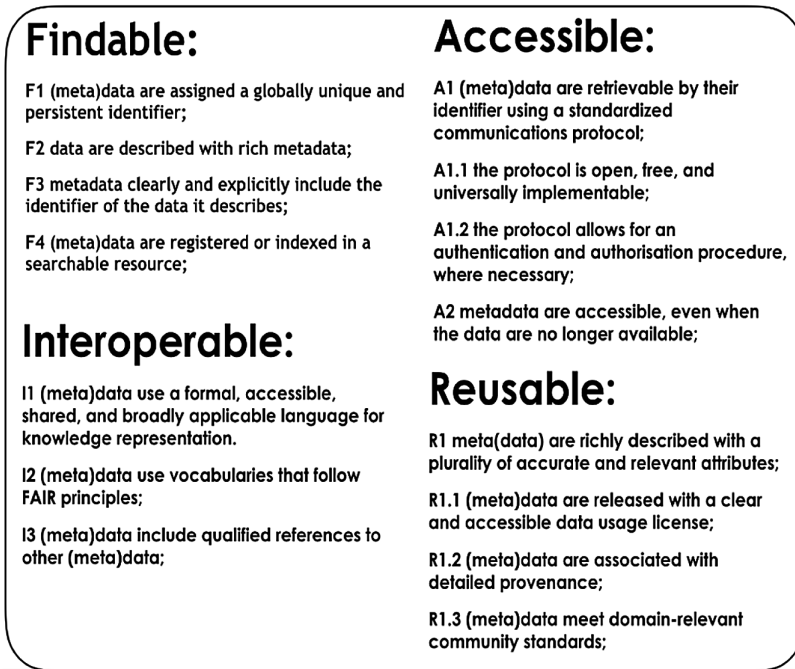 Findable:
F1 (meta)data are assigned a globally unique and
persistent identifier;
F2 data are described with rich metadata;
F3 metadata clearly and explicitly include the
identifier of the data it describes;
F4 (meta)data are registered or indexed in a
searchable resource;
Interoperable:
I1 (meta)data use a formal, accessible,
shared, and broadly applicable language for
knowledge representation.
I2 (meta)data use vocabularies that follow
FAIR principles;
I3 (meta)data include qualified references to
other (meta)data;
Accessible:
A1 (meta)data are retrievable by their
identifier using a standardized
communications protocol;
A1.1 the protocol is open, free, and
universally implementable;
A1.2 the protocol allows for an
authentication and authorisation procedure,
where necessary;
A2 metadata are accessible, even when
the data are no longer available;
Reusable:
R1 meta(data) are richly described with a
plurality of accurate and relevant attributes;
R1.1 (meta)data are released with a clear
and accessible data usage license;
R1.2 (meta)data are associated with
detailed provenance;
R1.3 (meta)data meet domain-relevant
community standards;